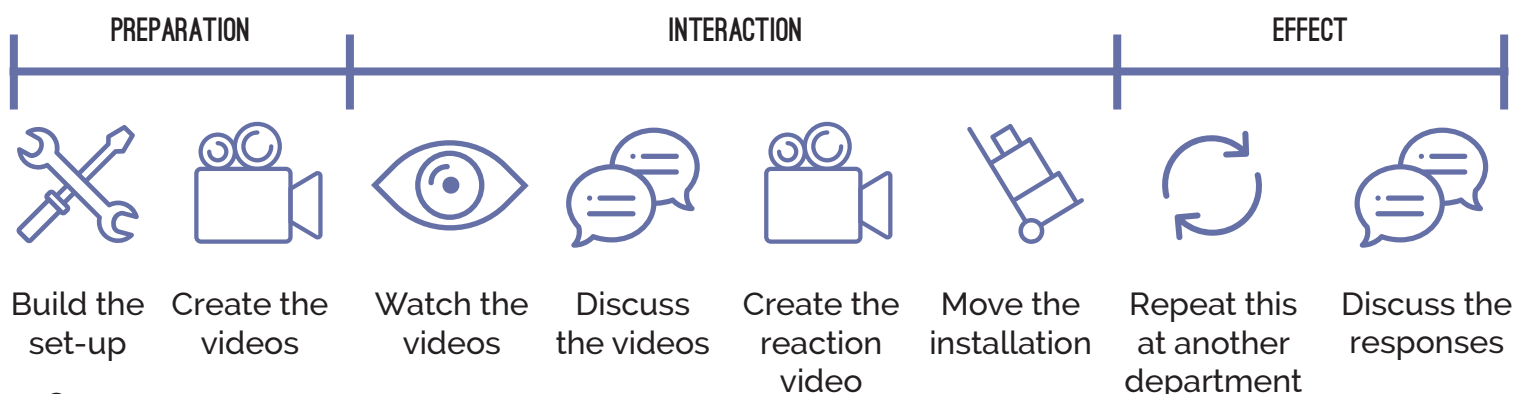 PREPARATION
INTERACTION
EFFECT
Build the
set-up
Create the
videos
Watch the
videos
Discuss
the videos
Create the
reaction
video
Move the
installation
Repeat this
at another
department
Discuss the
responses